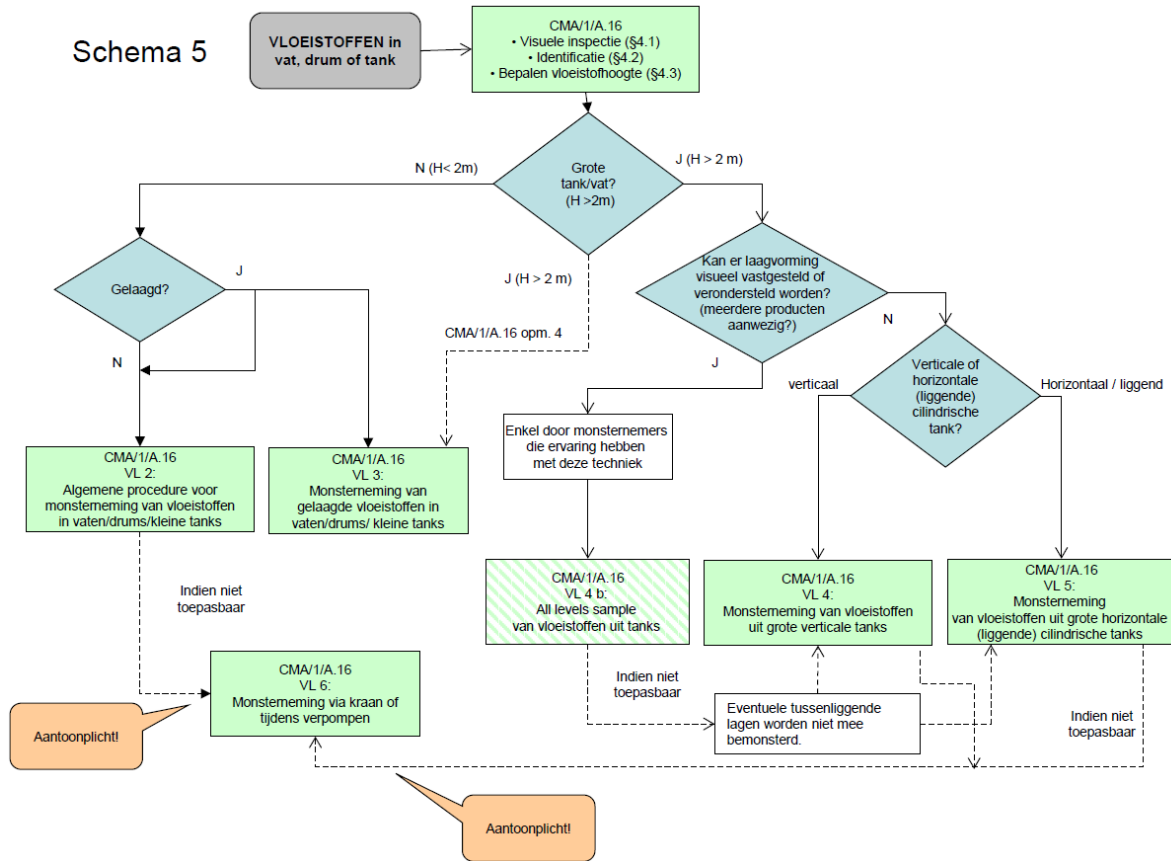 Schema 5
VLOEISTOFFEN in
vat, drum of tank
CMA/1/A.16
• Visuele inspectie (§4.1)
• Identificatie (§4.2)
• Bepalen vloeistofhoogte (§4.3)
N (H< 2m)
Grote
tank/vat?
(H >2m)
J (H > 2 m)
Gelaagd?
J
N
J (H > 2 m)
CMA/1/A.16 opm. 4
Kan er laagvorming
visueel vastgesteld of
verondersteld worden?
(meerdere producten
aanwezig?)
N
J
verticaal
Verticale of
horizontale
(liggende)
cilindrische
tank?
Horizontaal / liggend
Enkel door monsternemers
die ervaring hebben
met deze techniek
CMA/1/A.16
VL 2:
Algemene procedure voor
monsterneming van vloeistoffen
in vaten/drums/kleine tanks
CMA/1/A.16
VL 3:
Monsterneming van
gelaagde vloeistoffen in
vaten/drums/ kleine tanks
CMA/1/A.16
VL 4 b:
All levels sample
van vloeistoffen uit tanks
CMA/1/A.16
VL 4:
Monsterneming van vloeistoffen
uit grote verticale tanks
CMA/1/A.16
VL 5:
Monsterneming
van vloeistoffen uit grote horizontale
(liggende) cilindrische tanks
Indien niet
toepasbaar
CMA/1/A.16
VL 6:
Monsterneming via kraan of
tijdens verpompen
Indien niet
toepasbaar
Eventuele tussenliggende
lagen worden niet mee
bemonsterd.
Indien niet
toepasbaar
Aantoonplicht!
Aantoonplicht!